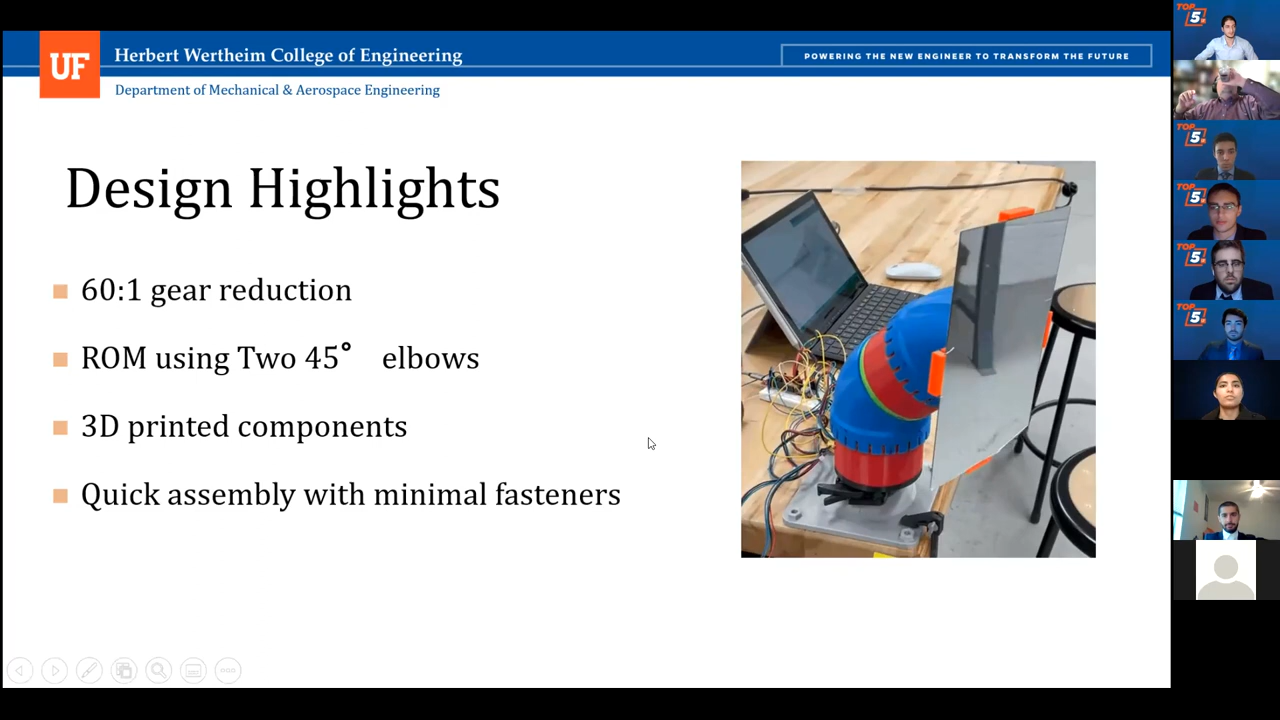 UF
Herbert Wertheim College of Engineering
POWERING THE NEW ENGINEER TO TRANSFORM THE FUTURE
Department of Mechanical & Aerospace Engineering
Design Highlights
60:1 gear reduction
ROM using Two 45° elbows
3D printed components
Quick assembly with minimal fasteners
TOP 5.
TOP 5.
TOP 5.
TOP 5.
TOP 5.